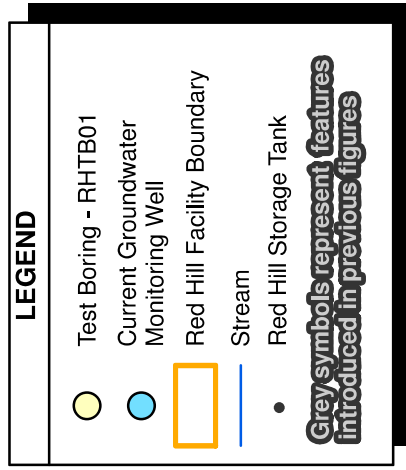 LEGEND
Test Boring - RHTB01
Current Groundwater
Monitoring Well
Red Hill Facility Boundary
Stream
Red Hill Storage Tank
Grey symbols represent features
introduced in previous figures